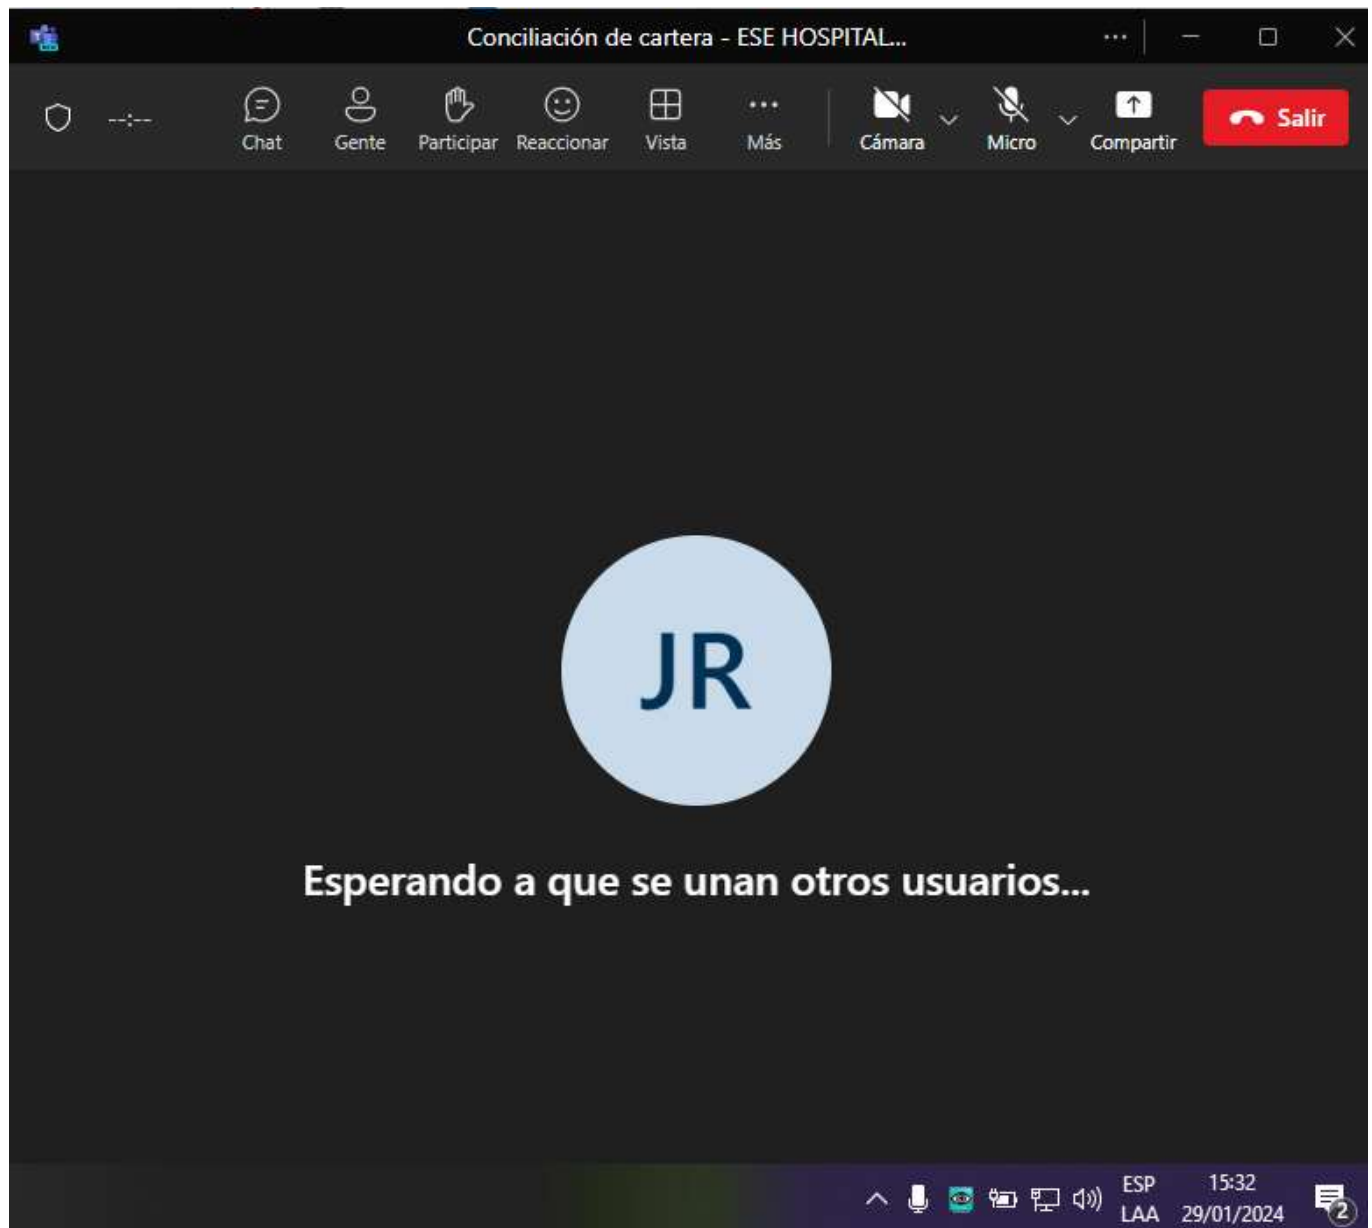 Conciliación de cartera - ESE HOSPITAL...
--:--
Chat Gente Participar Reaccionar Vista Más Cámara Micro Compartir Salir
JR
Esperando a que se unan otros usuarios...
ESP 15:32
LAA 29/01/2024 2